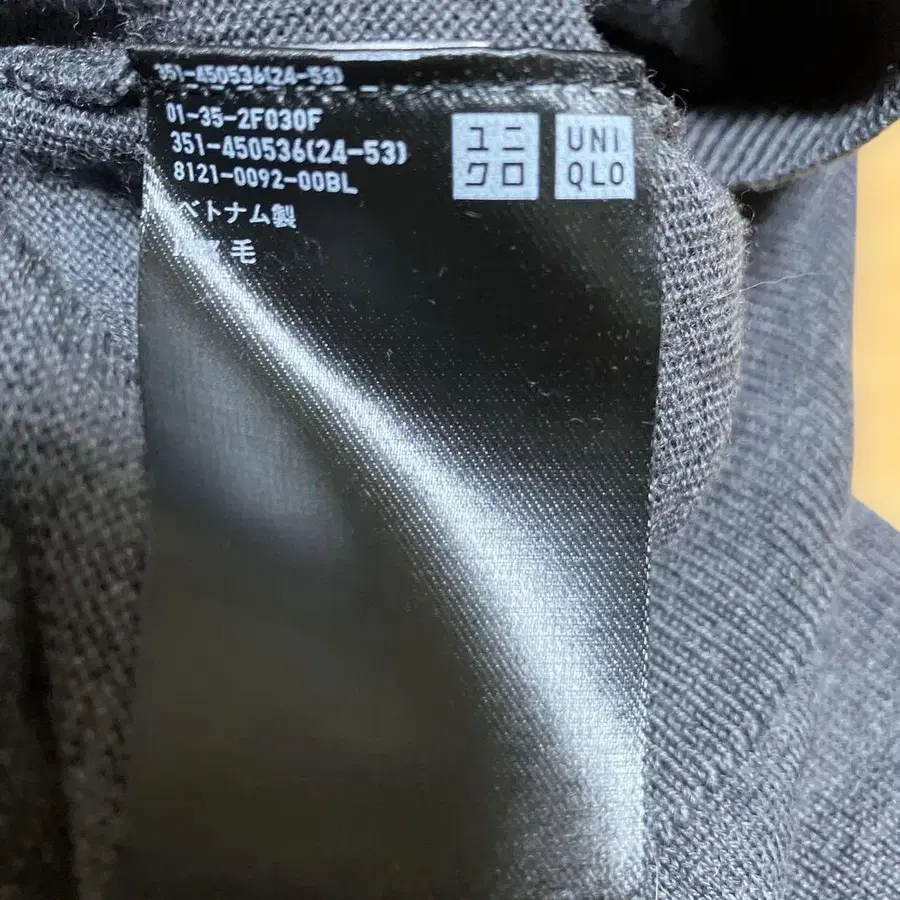 351-450536(24-53)
01-35-2F030F
351-450536(24-53)
8121-0092-00BL
ベトナム製
毛
ユニ
クロ
UNI
QLO